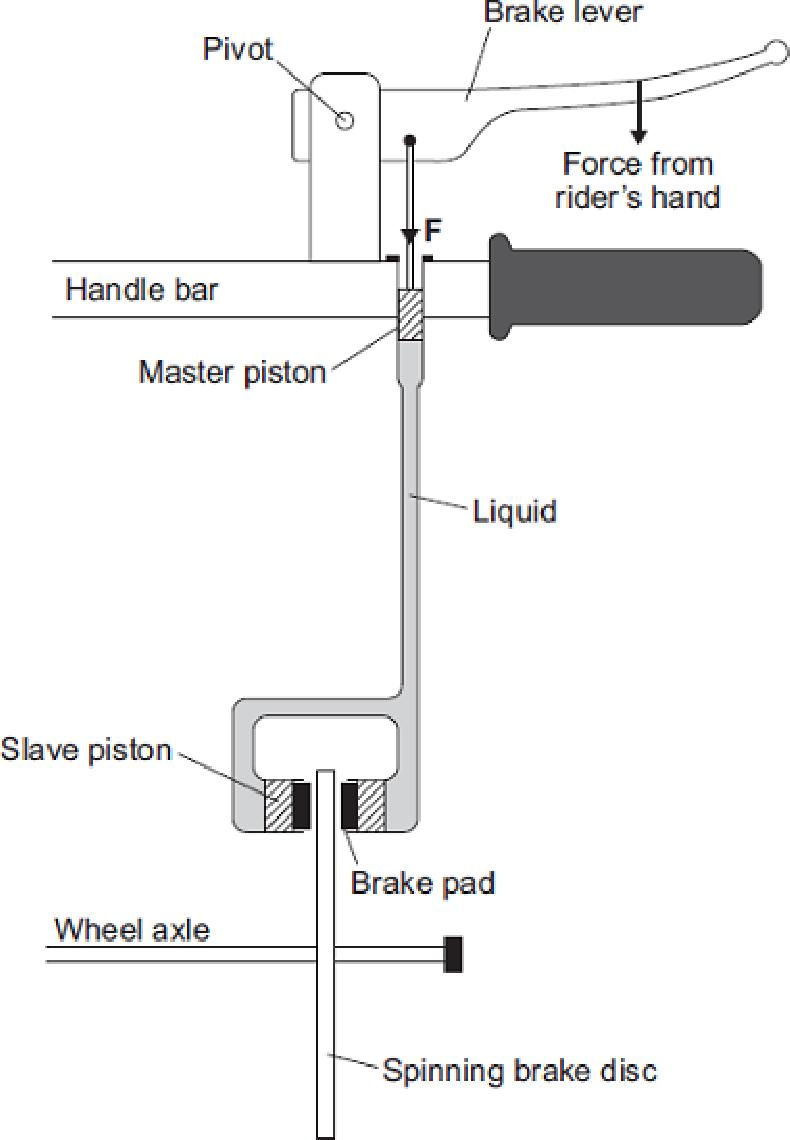 Brake lever
Pivot
Force from
rider's hand
F
Handle bar
Master piston
Liquid
Slave piston
Brake pad
Wheel axle
Spinning brake disc